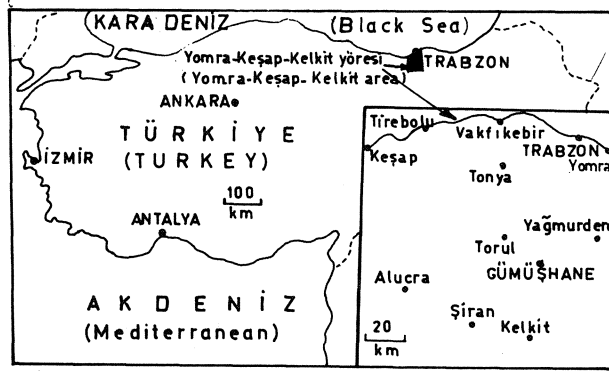 KARA DENİZ (Black Sea)
Yomra-Keşap-Kelkit yöresi
(Yomra-Keşap-Kelkit area)
TRABZON
ANKARA
TÜRKİYE
(TURKEY)
İZMİR
100
km
ANTALYA
AKDENİZ
(Mediterranean)
Tirebolu
Vakfıkebir
Keşap
TRABZON
Yomra
Tonya
Yağmurden
Torul
GÜMÜŞHANE
Alucra
Şiran
Kelkit
20
km